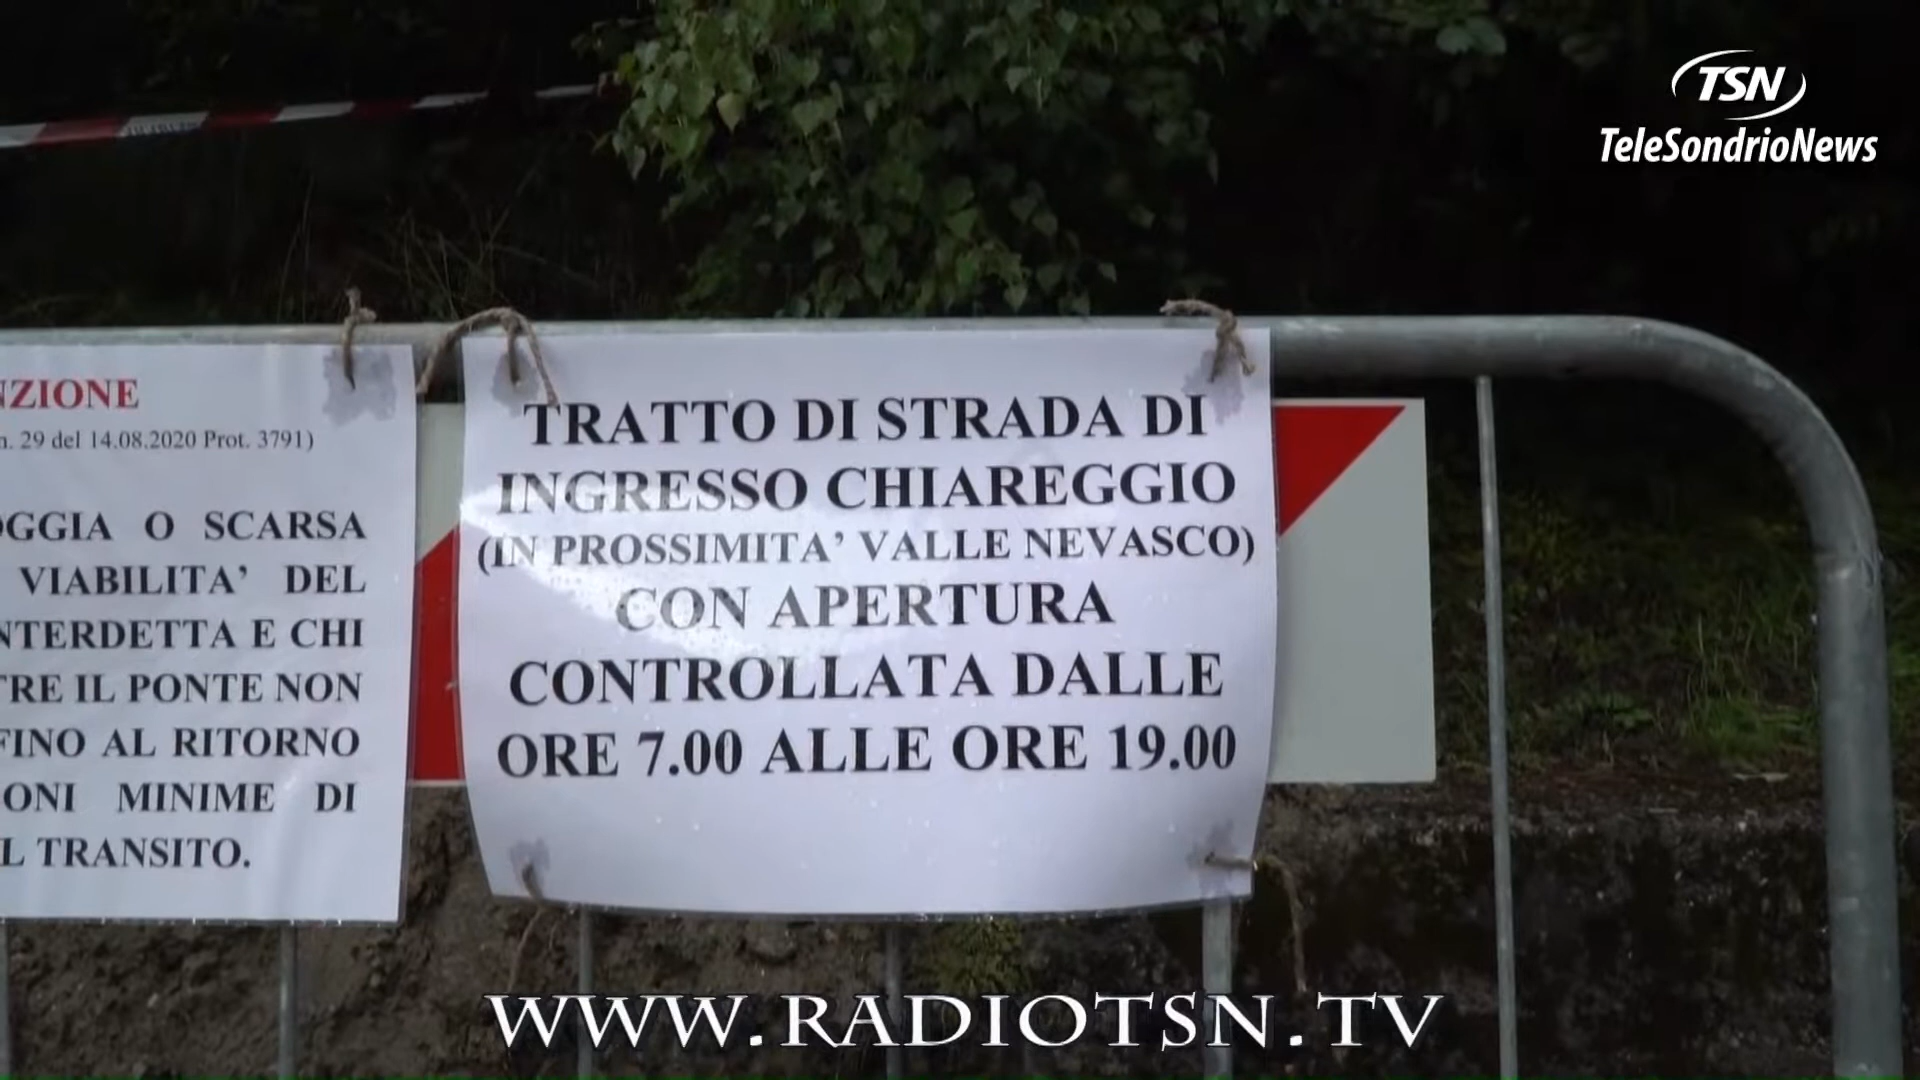 TSN
TeleSondrioNews
NZIONE
n. 29 del 14.08.2020 Prot. 3791)
OGGIA O SCARSA
VIABILITA' DEL
NTERDETTA E CHI
TRE IL PONTE NON
FINO AL RITORNO
ONI MINIME DI
L TRANSITO.
TRATTO DI STRADA DI
INGRESSO CHIAREGGIO
(IN PROSSIMITA' VALLE NEVASCO)
CON APERTURA
CONTROLLATA DALLE
ORE 7.00 ALLE ORE 19.00
WWW.RADIOTSN.TV